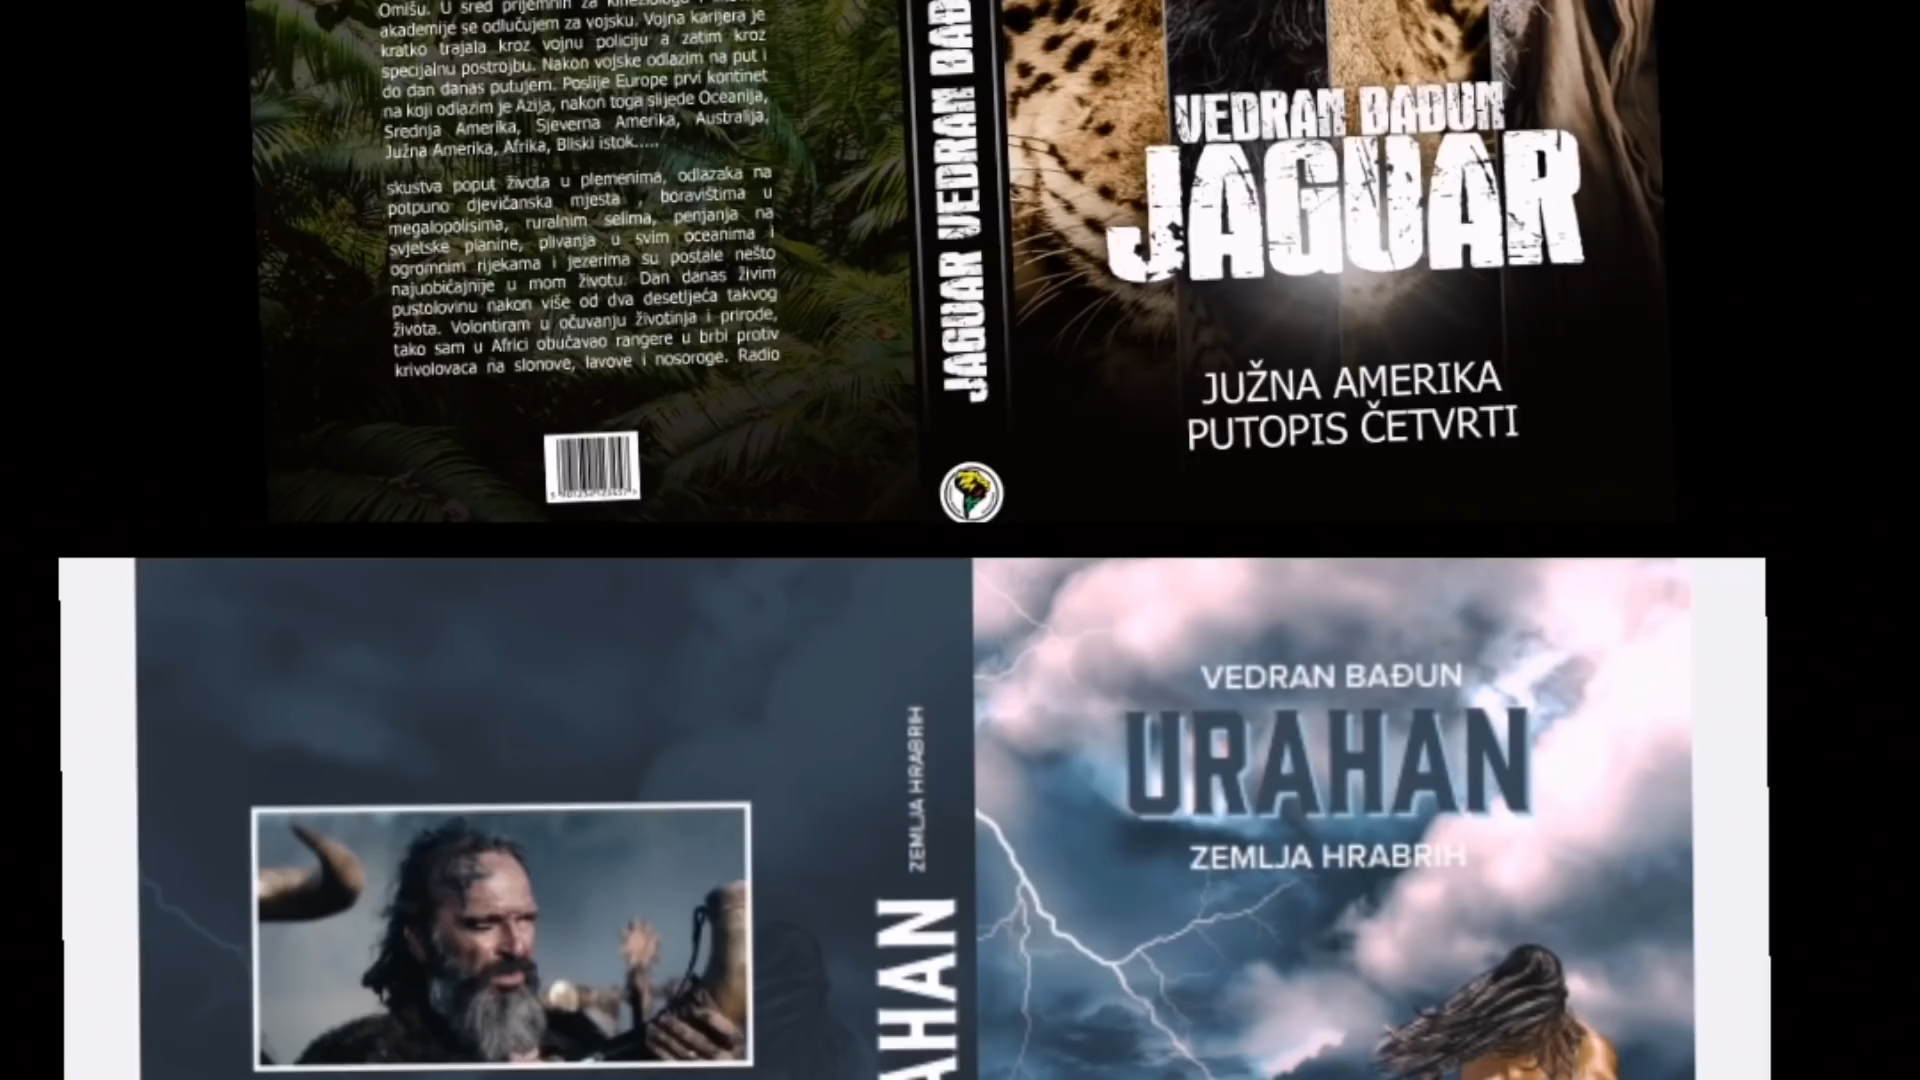 akademije se odlučujem za vojsku. Vojna karijera je
kratko trajala kroz vojnu policiju a zatim kroz
specijalnu postrojbu. Nakon vojske odlazim na put i
do dan danas putujem. Poslije Europe prvi kontinet
na koji odlazim je Azija, nakon toga slijede Oceanija,
Srednja Amerika, Sjeverna Amerika, Australija,
Južna Amerika, Afrika, Bliski istok.....
skustva poput života u plemenima, odlazaka na
potpuno djevičanska mjesta , boravištima u
megalopolisima, ruralnim selima, penjanja na
svjetske planine, plivanja u svim oceanima i
ogromnim rijekama i jezerima su postale nešto
najuobičajnije u mom životu. Dan danas živim
pustolovinu nakon više od dva desetljeća takvog
života. Volontiram u očuvanju životinja i prirode,
tako sam u Africi obučavao rangere u brbi protiv
krivolovaca na slonove, lavove i nosoroge. Radio
JAGUAR VEDRAN BAĐ
VEDRAN BAĐUN
JAGUAR
JUŽNA AMERIKA
PUTOPIS ČETVRTI
AHAN
ZEMLJA HRABRIH
VEDRAN BAĐUN
URAHAN
ZEMLJA HRABRIH